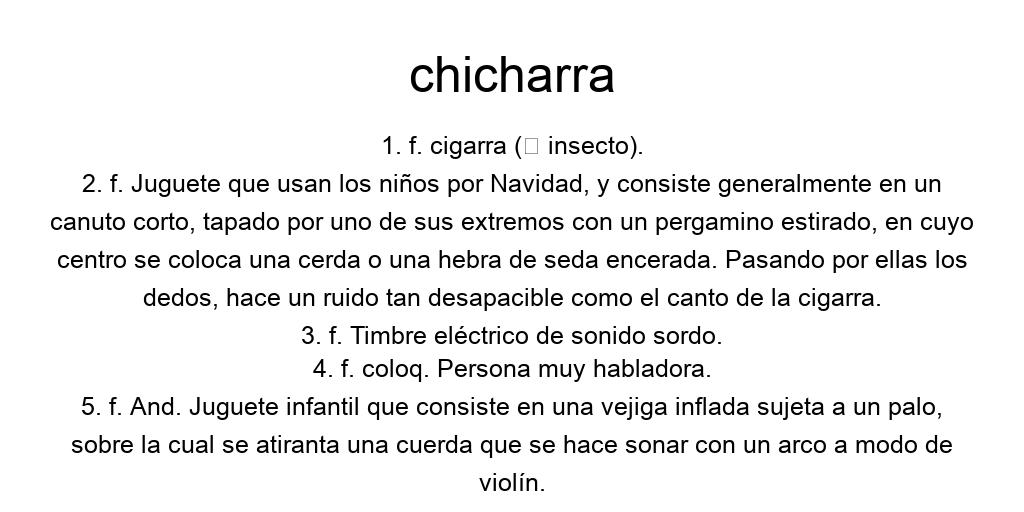 chicharra
1. f. cigarra (□ insecto).
2. f. Juguete que usan los niños por Navidad, y consiste generalmente en un
canuto corto, tapado por uno de sus extremos con un pergamino estirado, en cuyo
centro se coloca una cerda o una hebra de seda encerada. Pasando por ellas los
dedos, hace un ruido tan desapacible como el canto de la cigarra.
3. f. Timbre eléctrico de sonido sordo.
4. f. coloq. Persona muy habladora.
5. f. And. Juguete infantil que consiste en una vejiga inflada sujeta a un palo,
sobre la cual se atiranta una cuerda que se hace sonar con un arco a modo de
violín.